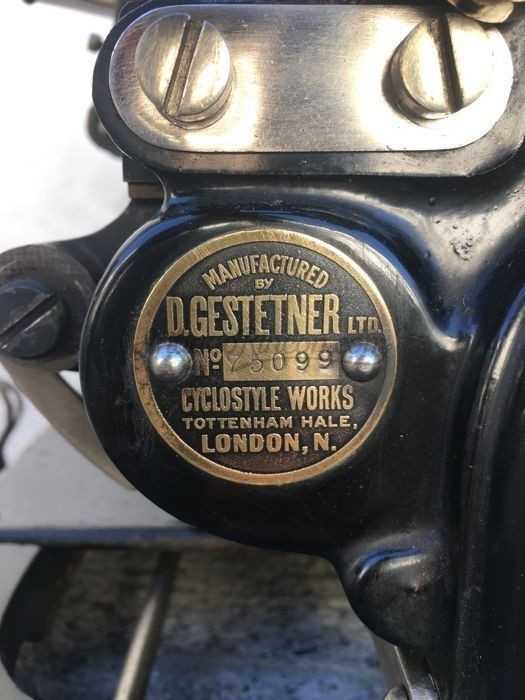 MANUFACTURED
BY
D. GESTETNER LTD.
Nº 75099
CYCLOSTYLE WORKS
TOTTENHAM HALE,
LONDON, N.